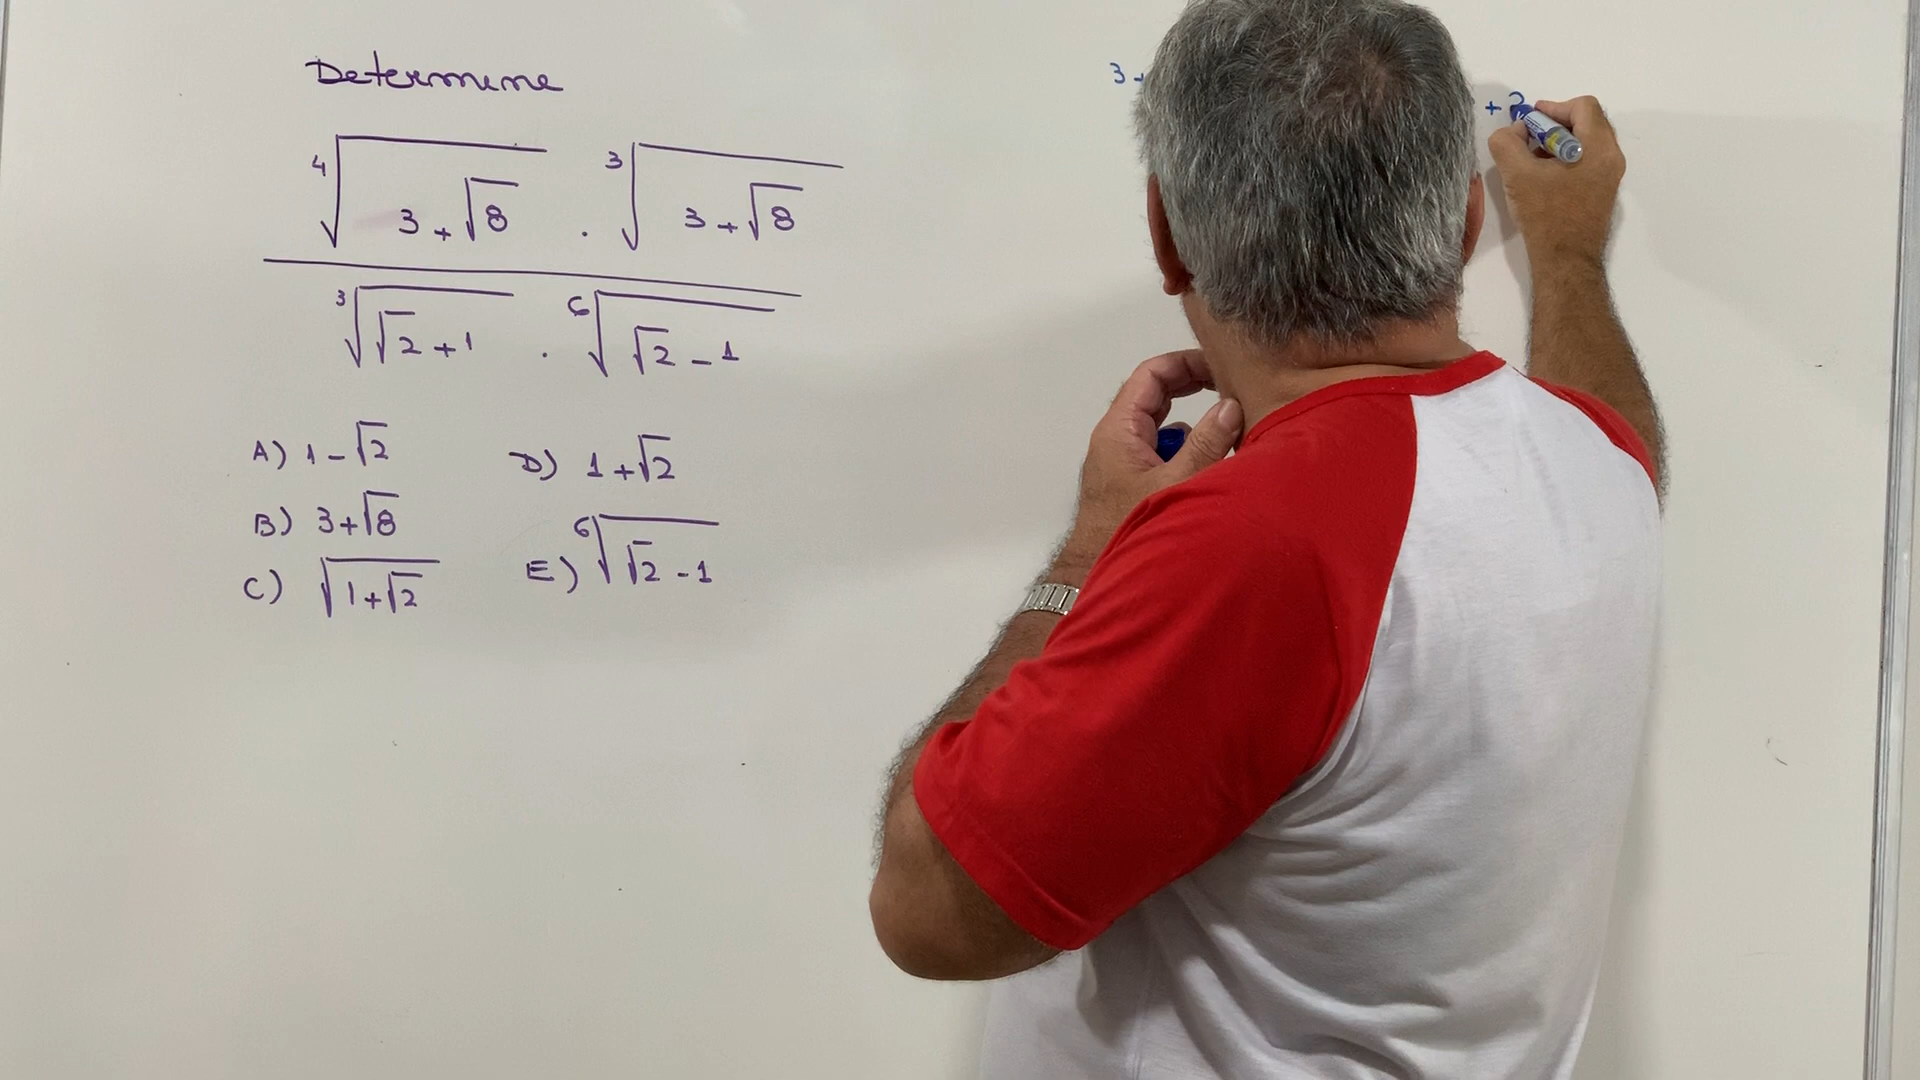 Determine
⁴√(3+√8) . ³√(3+√8)
³√(√2+1) . ⁶√(√2-1)
A) 1-√2
D) 1+√2
B) 3+√8
C) √(1+√2)
E) ⁶√(√2-1)
3+
+2